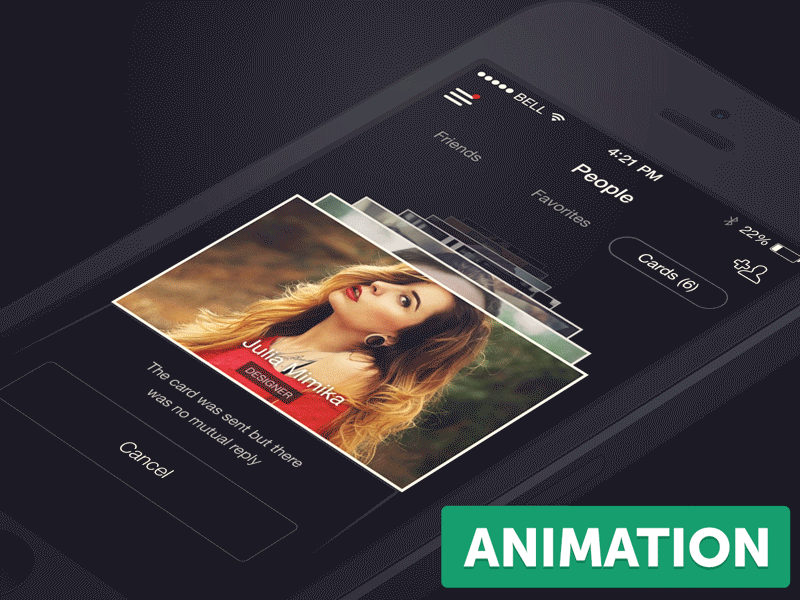 BELL
4:21 PM
22%
People
Friends
Favorites
Cards (6)
Julia Mimika
DESIGNER
The card was sent but there
was no mutual reply
Cancel
ANIMATION